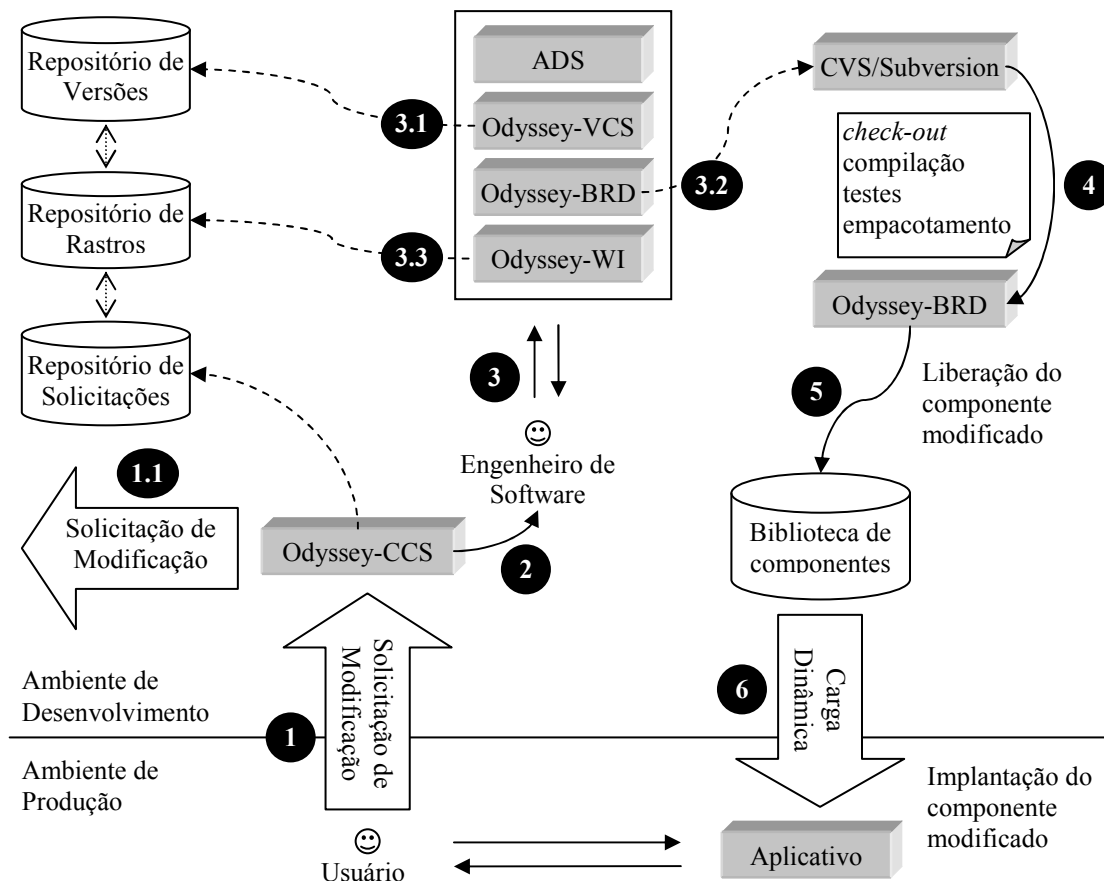 Repositório de
Versões
Repositório de
Rastros
Repositório de
Solicitações
ADS
Odyssey-VCS
Odyssey-BRD
Odyssey-WI
3.1
3.2
3.3
CVS/Subversion
check-out
compilação
testes
empacotamento
4
Odyssey-BRD
3
Engenheiro de
Software
5
Liberação do
componente
modificado
1.1
Solicitação de
Modificação
Odyssey-CCS
2
Biblioteca de
componentes
Solicitação de
Modificação
6
Carga
Dinâmica
Ambiente de
Desenvolvimento
1
Ambiente de
Produção
Implantação do
componente
modificado
Usuário
Aplicativo